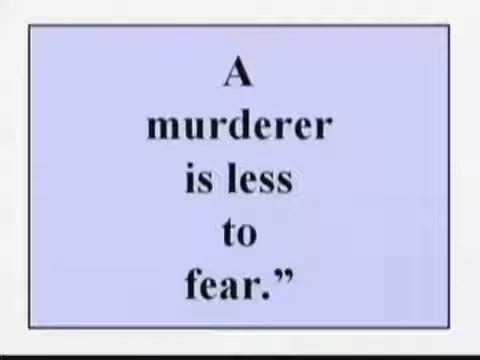 A
murderer
is less
to
fear.”